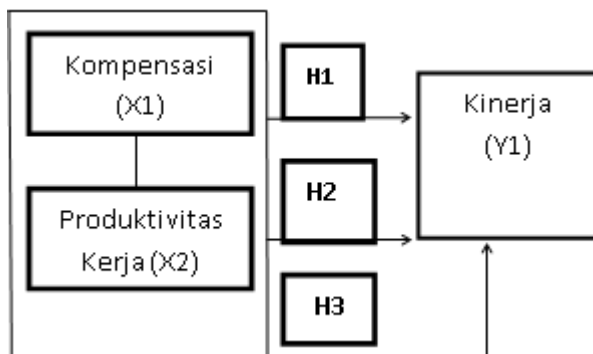 Kompensasi
(X1)
H1
Kinerja
(Y1)
Produktivitas
Kerja (X2)
H2
H3